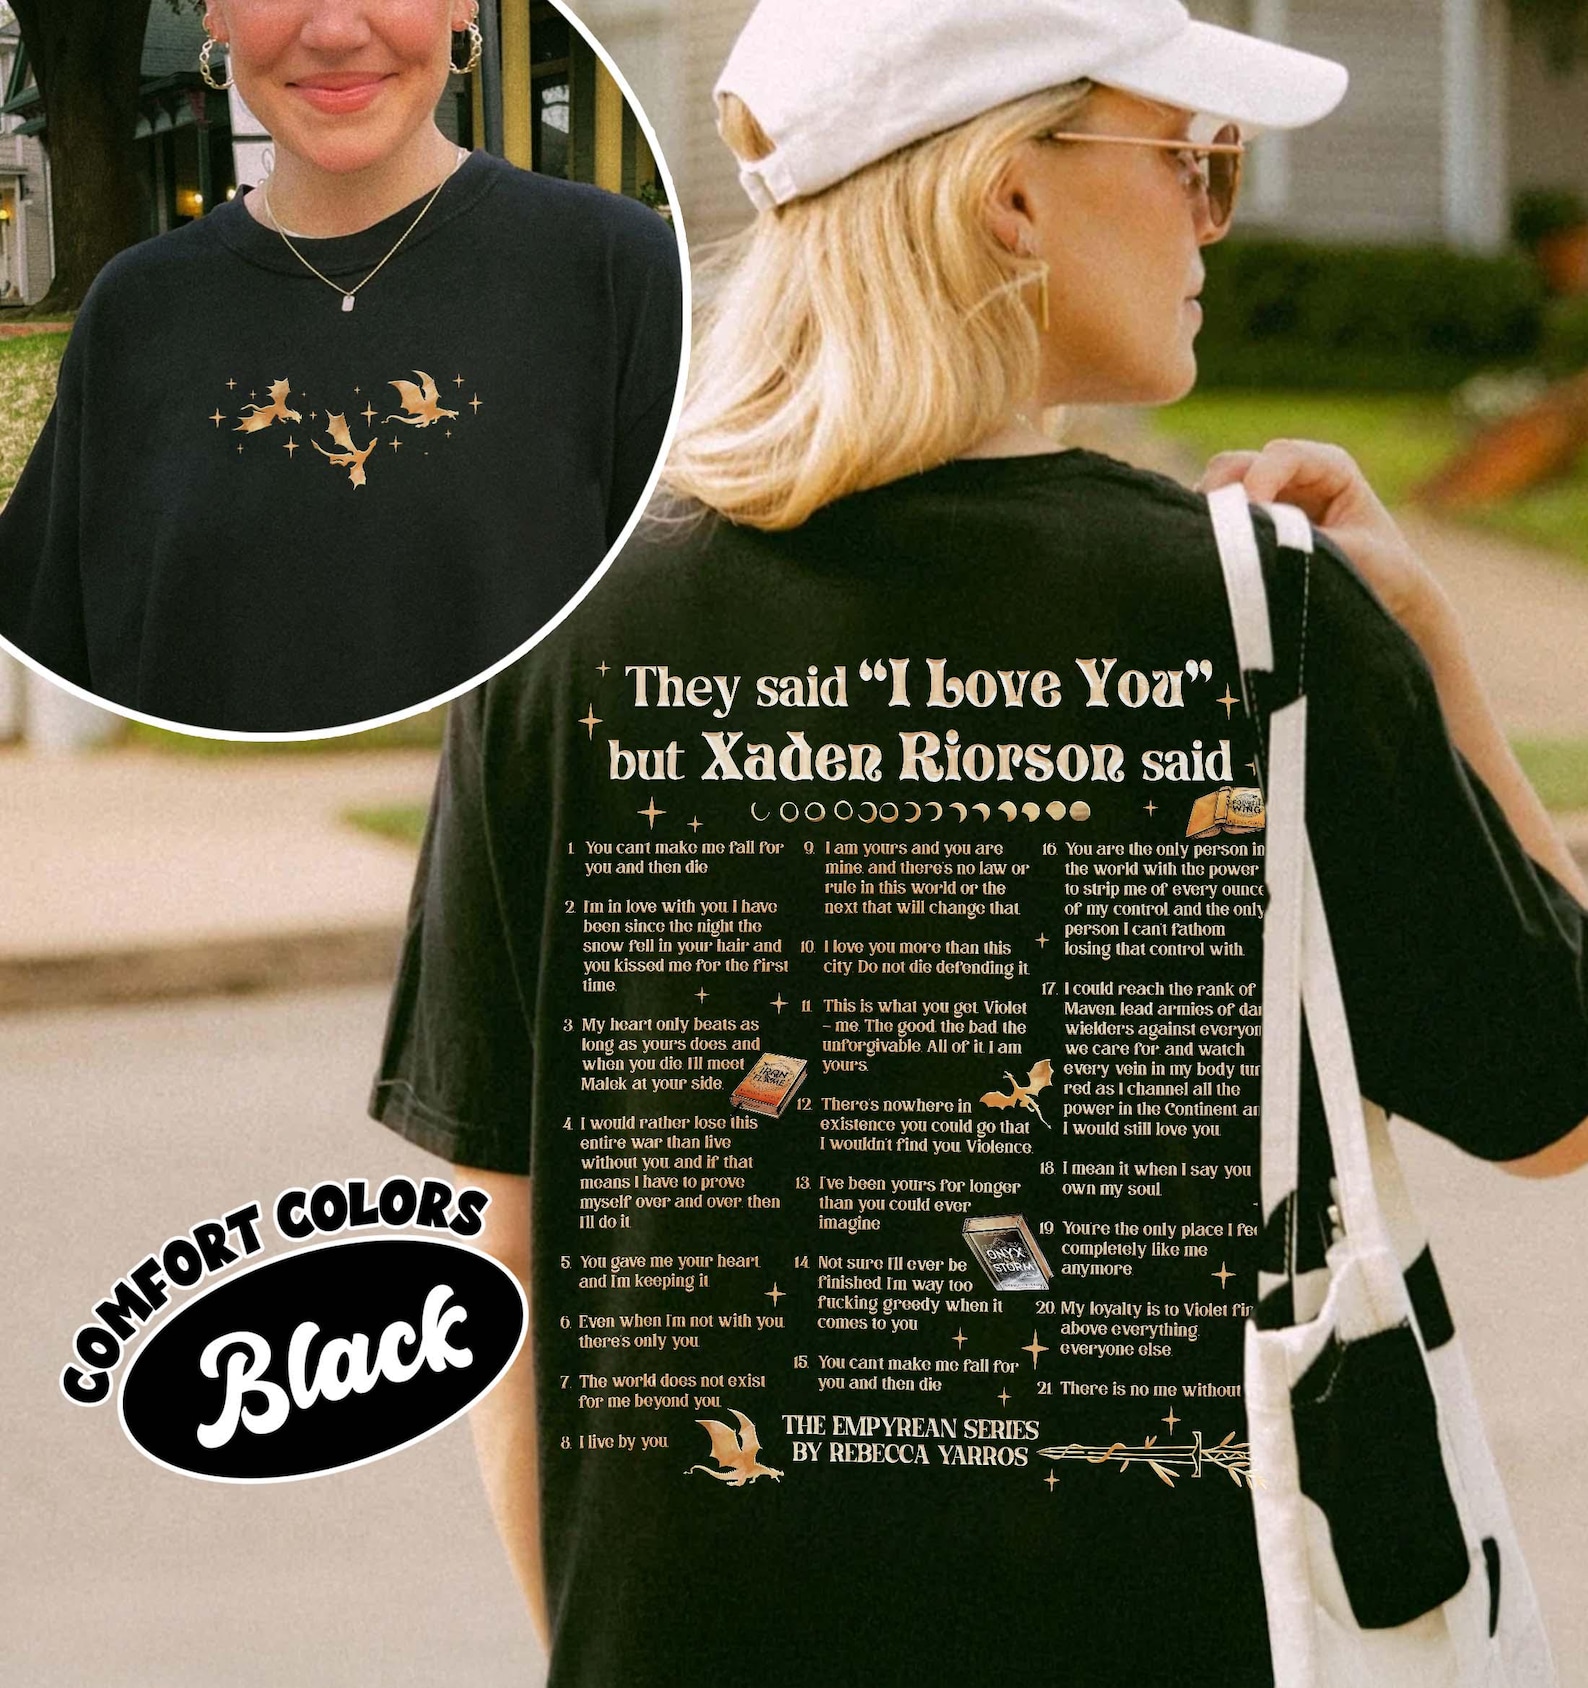 They said “I Love You”
but Xaden Riorson said
FOURTH
WING
1. You cant make me fall for
you and then die
2. I'm in love with you I have
been since the night the
snow fell in your hair and
you kissed me for the first
time.
3. My heart only beats as
long as yours does and
when you die I'll meet
Malek at your side.
4. I would rather lose this
entire war than live
without you and if that
means I have to prove
myself over and over, then
I'll do it
5. You gave me your heart
and I'm keeping it
6. Even when I'm not with you
there's only you
7. The world does not exist
for me beyond you
8. I live by you
IRON
FLAME
9. I am yours and you are
mine and there's no law or
rule in this world or the
next that will change that
10. I love you more than this
city. Do not die defending it
11. This is what you get Violet
– me. The good the bad the
unforgivable. All of it I am
yours.
12. There's nowhere in
existence you could go that
I wouldn't find you Violence.
13. I've been yours for longer
than you could ever
imagine
14. Not sure I'll ever be
finished I'm way too
fucking greedy when it
comes to you
15. You cant make me fall for
you and then die
ONYX
STORM
16. You are the only person in
the world with the power
to strip me of every ounce
of my control and the only
person I can't fathom
losing that control with
17. I could reach the rank of
Maven lead armies of
wielders against
we care for and watch
every vein in my body
red as I channel all the
power in the Continent
I would still love you
18. I mean it when I say you
own my soul
19. You're the only place I
completely like me
anymore.
20. My loyalty is to Violet
above everything.
everyone else.
21. There is no me without
THE EMPYREAN SERIES
BY REBECCA YARROS
COMFORT COLORS
Black